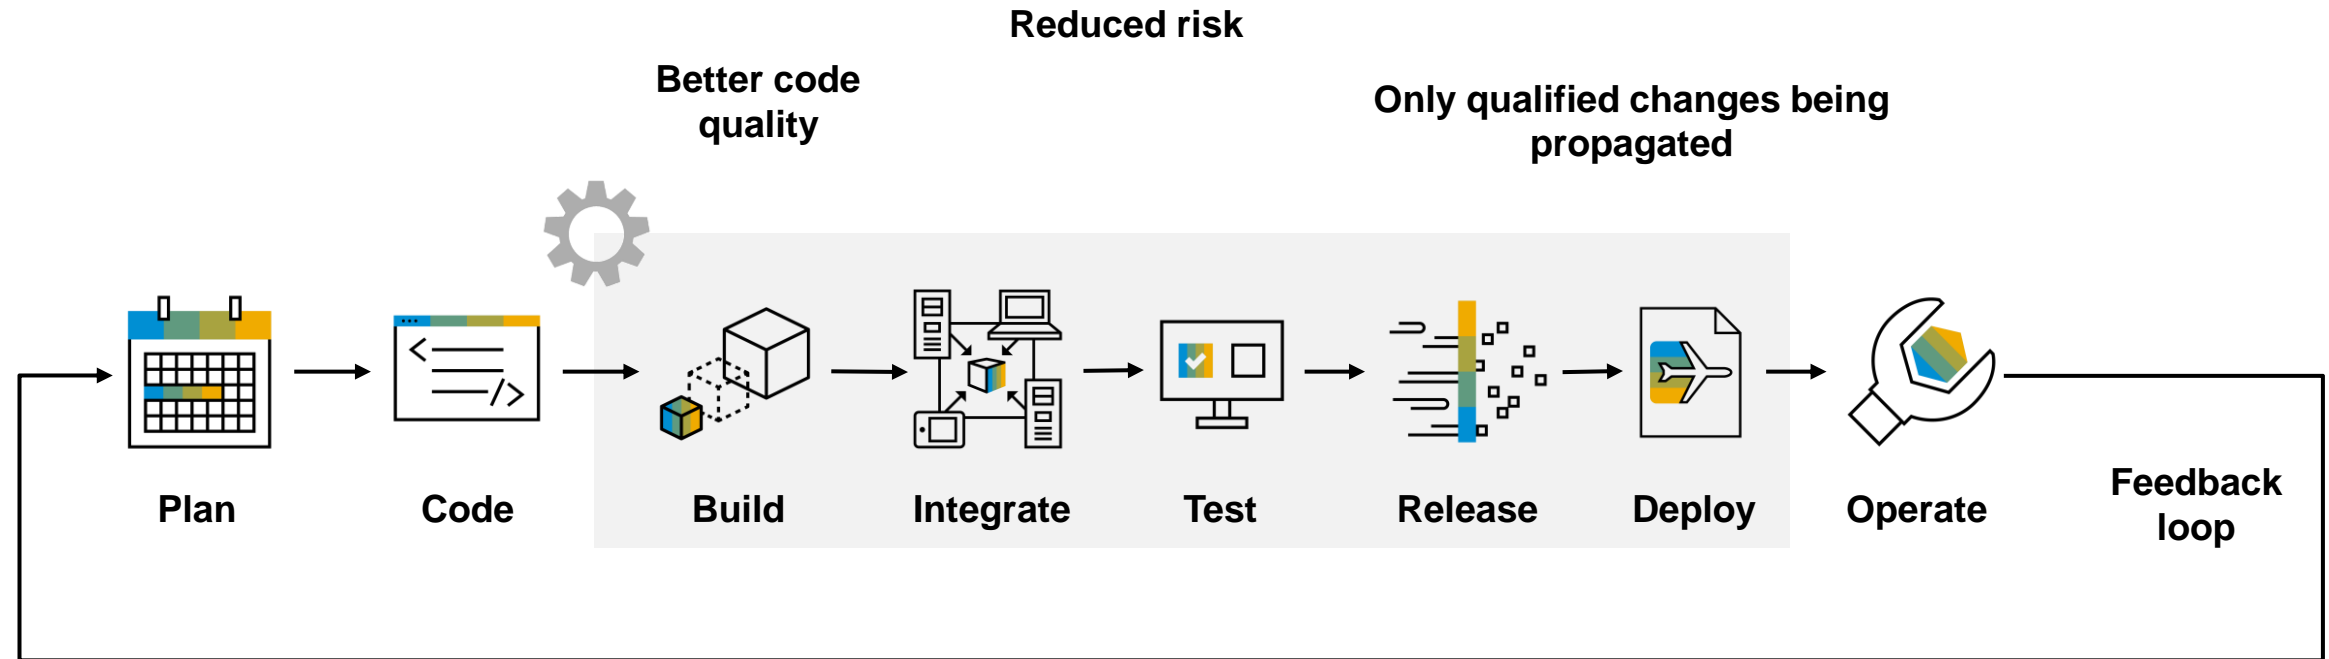 Reduced risk
Better code
quality
Only qualified changes being
propagated
Plan
Code
Build
Integrate
Test
Release
Deploy
Operate
Feedback
loop